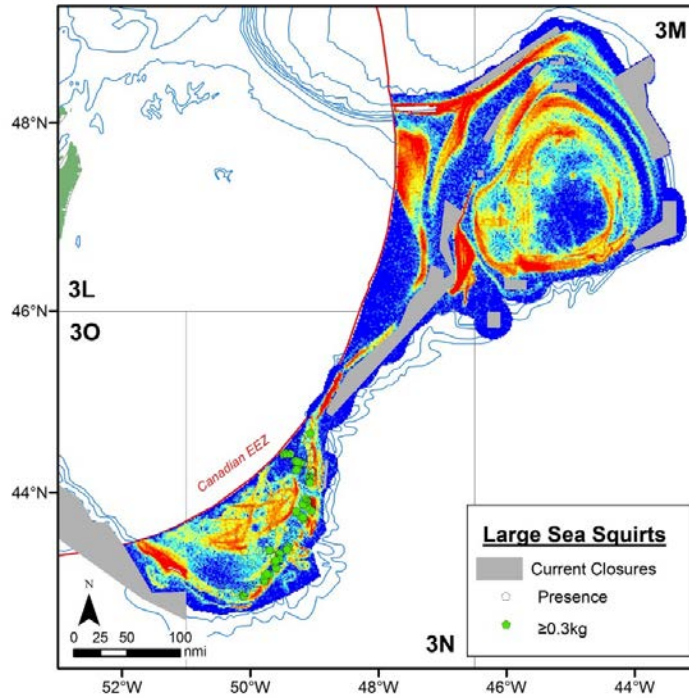 3M
48°N
3L
46°N
3O
Canadian EEZ
44°N
Large Sea Squirts
Current Closures
Presence
≥0.3kg
N
0 25 50 100
nmi
3N
52°W 50°W 48°W 46°W 44°W